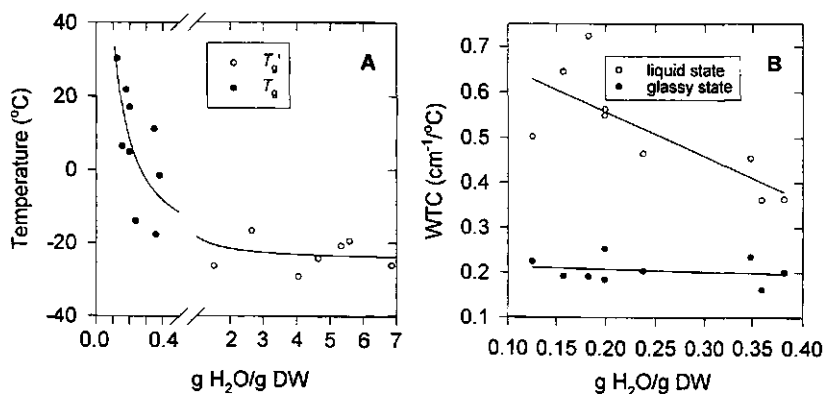 A
Temperature (°C)
40
20
0
-20
-40
0.0
0.4
2
3
4
5
6
7
g H₂O/g DW
T g'
T g
B
WTC (cm⁻¹/°C)
0.7
0.6
0.5
0.4
0.3
0.2
0.1
0.10
0.15
0.20
0.25
0.30
0.35
0.40
g H₂O/g DW
liquid state
glassy state